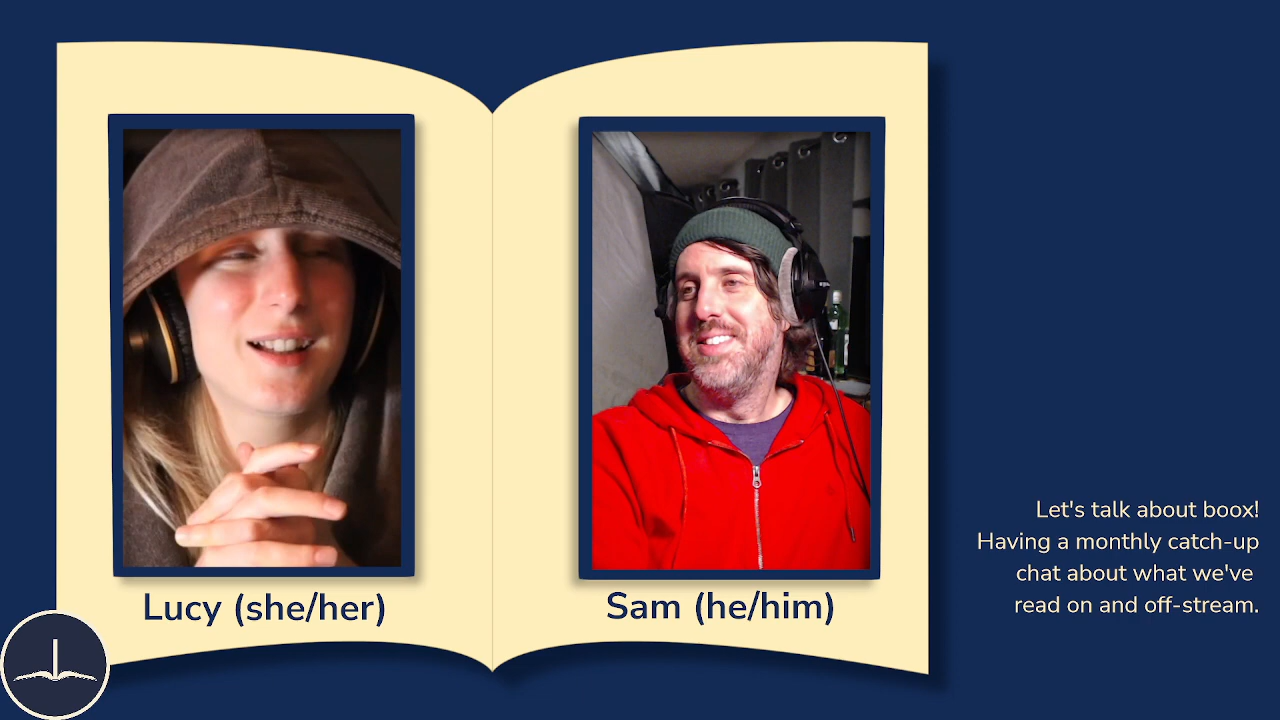 Lucy (she/her)
Sam (he/him)
Let's talk about boox!
Having a monthly catch-up
chat about what we've
read on and off-stream.